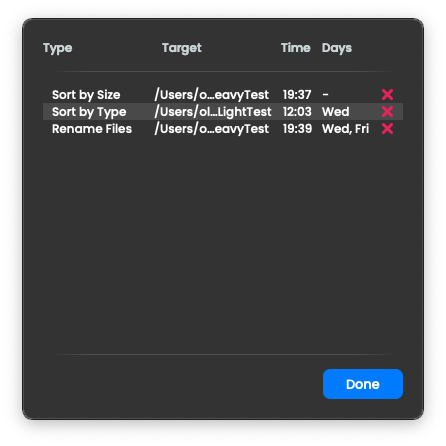 Type Target Time Days
Sort by Size /Users/o...eavyTest 19:37 -
Sort by Type /Users/ol...LightTest 12:03 Wed
Rename Files /Users/o...eavyTest 19:39 Wed, Fri
Done